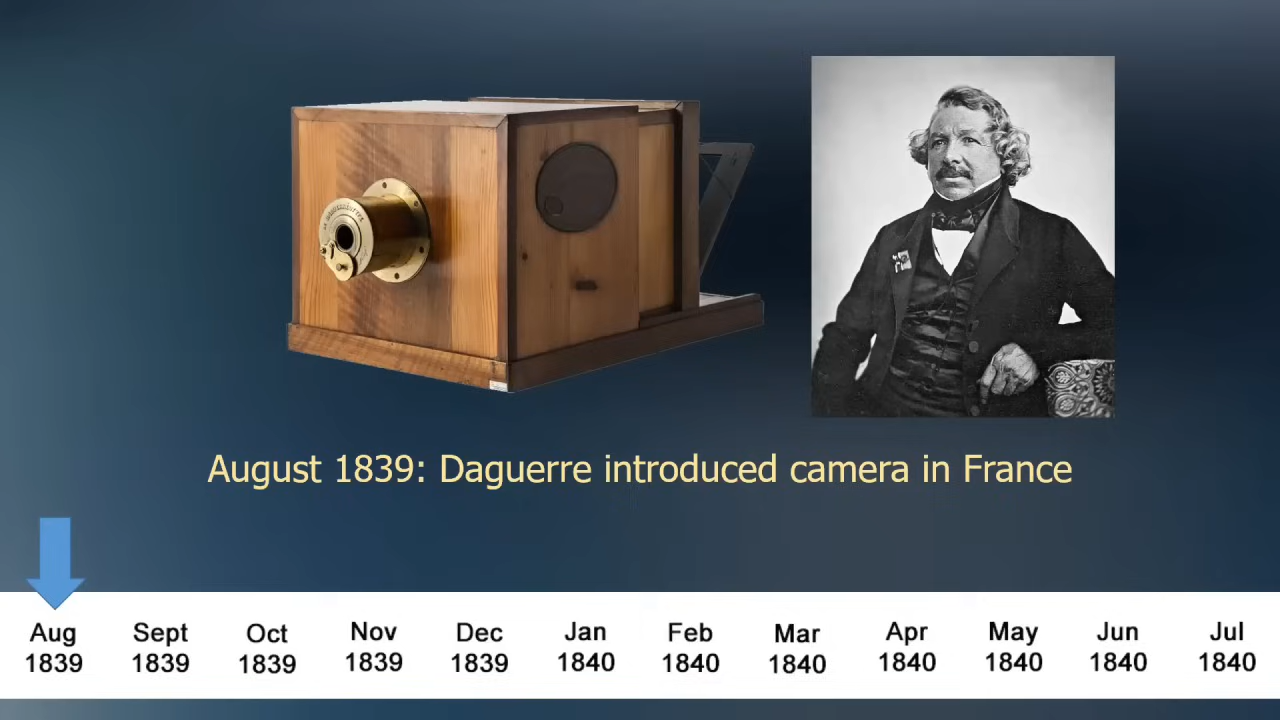 August 1839: Daguerre introduced camera in France
Aug Sept Oct Nov Dec Jan Feb Mar Apr May Jun Jul
1839 1839 1839 1839 1839 1840 1840 1840 1840 1840 1840 1840